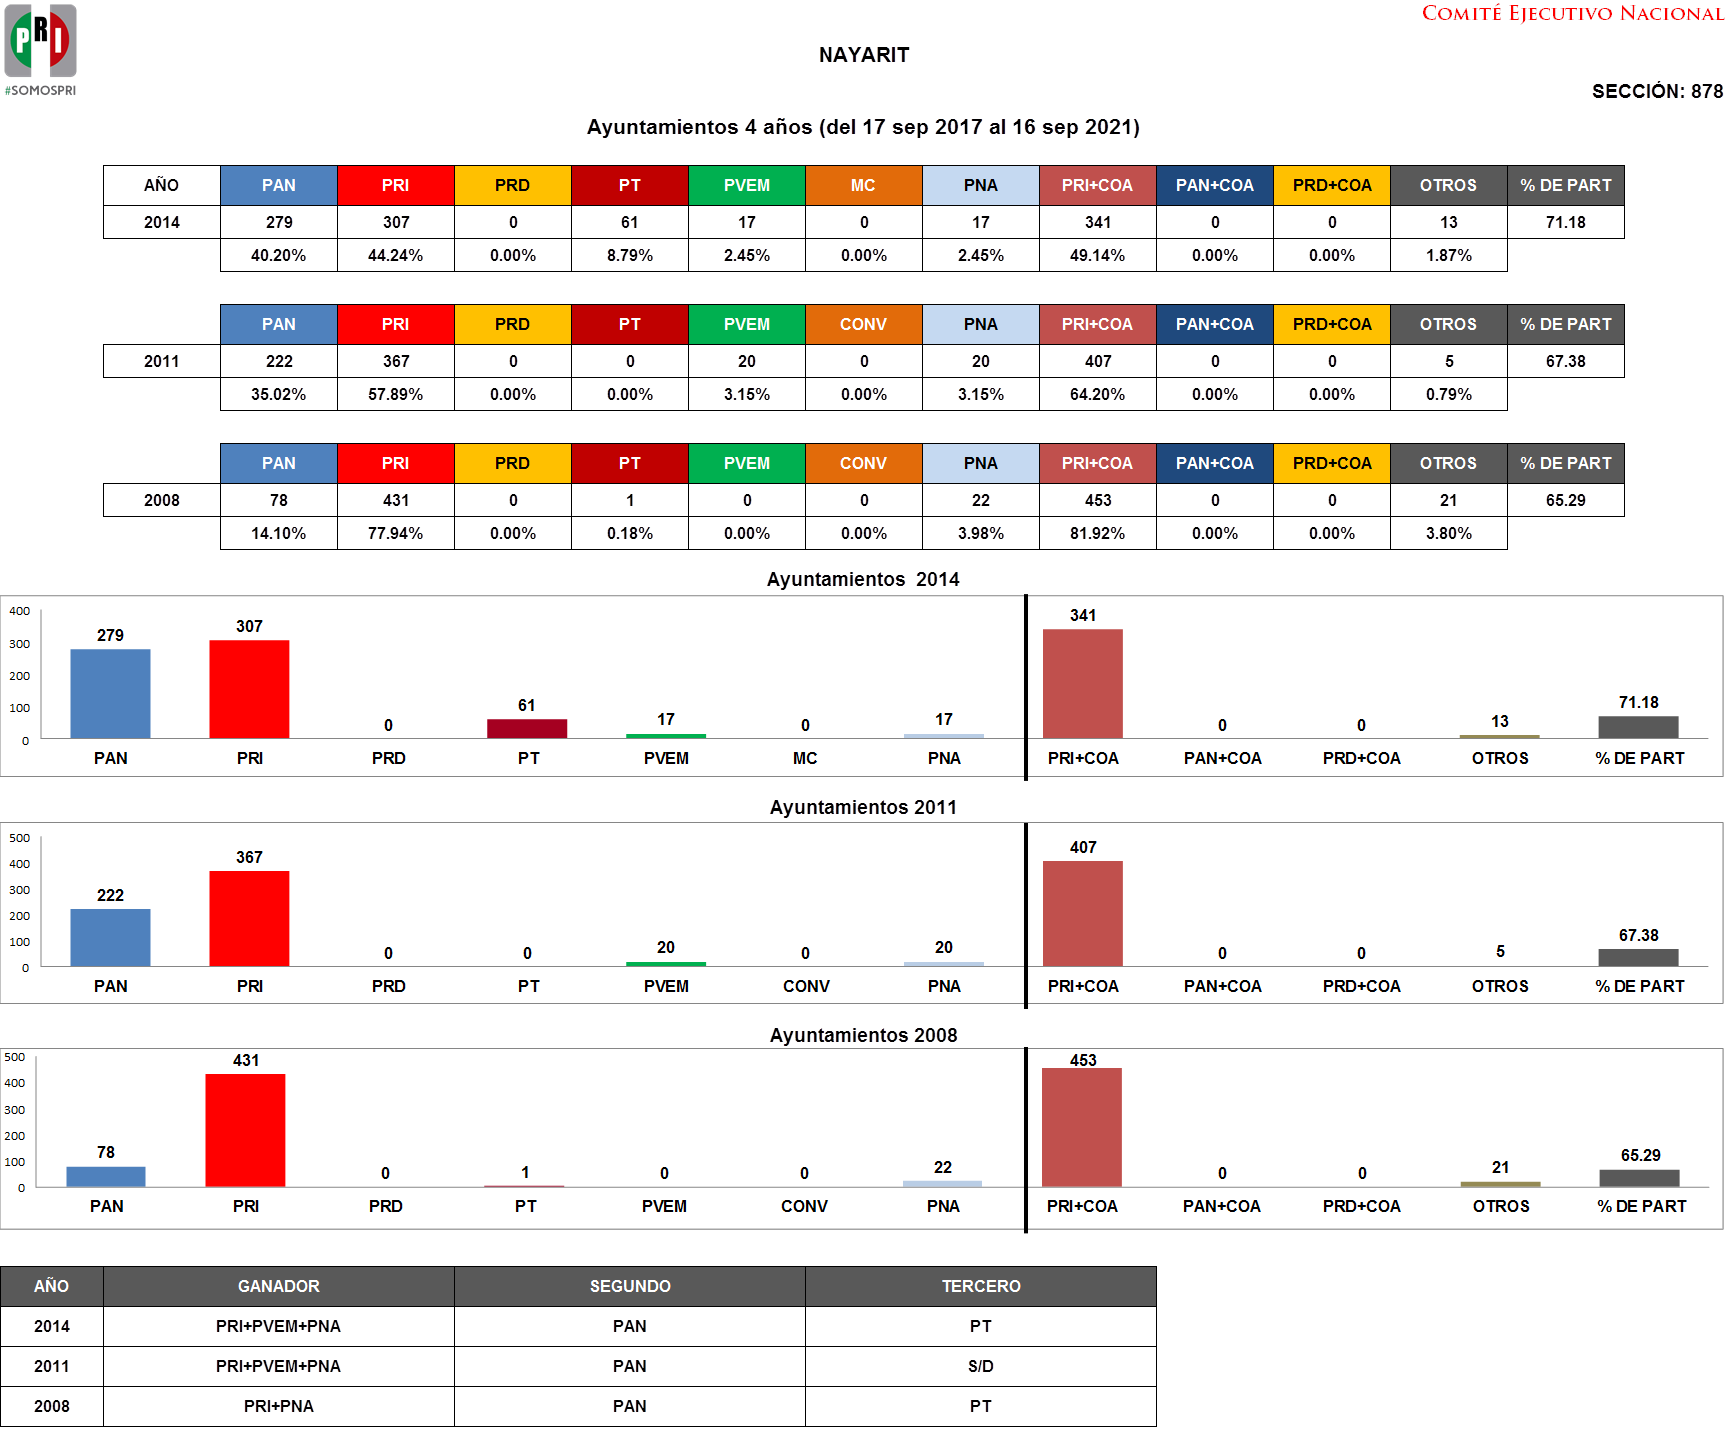 COMITÉ EJECUTIVO NACIONAL
PRI
#SOMOSPRI
NAYARIT
SECCIÓN: 878
Ayuntamientos 4 años (del 17 sep 2017 al 16 sep 2021)
AÑO PAN PRI PRD PT PVEM MC PNA PRI+COA PAN+COA PRD+COA OTROS % DE PART
2014 279 307 0 61 17 0 17 341 0 0 13 71.18
40.20% 44.24% 0.00% 8.79% 2.45% 0.00% 2.45% 49.14% 0.00% 0.00% 1.87%
PAN PRI PRD PT PVEM CONV PNA PRI+COA PAN+COA PRD+COA OTROS % DE PART
2011 222 367 0 0 20 0 20 407 0 0 5 67.38
35.02% 57.89% 0.00% 0.00% 3.15% 0.00% 3.15% 64.20% 0.00% 0.00% 0.79%
PAN PRI PRD PT PVEM CONV PNA PRI+COA PAN+COA PRD+COA OTROS % DE PART
2008 78 431 0 1 0 0 22 453 0 0 21 65.29
14.10% 77.94% 0.00% 0.18% 0.00% 0.00% 3.98% 81.92% 0.00% 0.00% 3.80%
Ayuntamientos 2014
400
300
200
100
0
279 307 0 61 17 0 17 341 0 0 13 71.18
PAN PRI PRD PT PVEM MC PNA PRI+COA PAN+COA PRD+COA OTROS % DE PART
Ayuntamientos 2011
500
400
300
200
100
0
222 367 0 0 20 0 20 407 0 0 5 67.38
PAN PRI PRD PT PVEM CONV PNA PRI+COA PAN+COA PRD+COA OTROS % DE PART
Ayuntamientos 2008
500
400
300
200
100
0
78 431 0 1 0 0 22 453 0 0 21 65.29
PAN PRI PRD PT PVEM CONV PNA PRI+COA PAN+COA PRD+COA OTROS % DE PART
AÑO GANADOR SEGUNDO TERCERO
2014 PRI+PVEM+PNA PAN PT
2011 PRI+PVEM+PNA PAN S/D
2008 PRI+PNA PAN PT